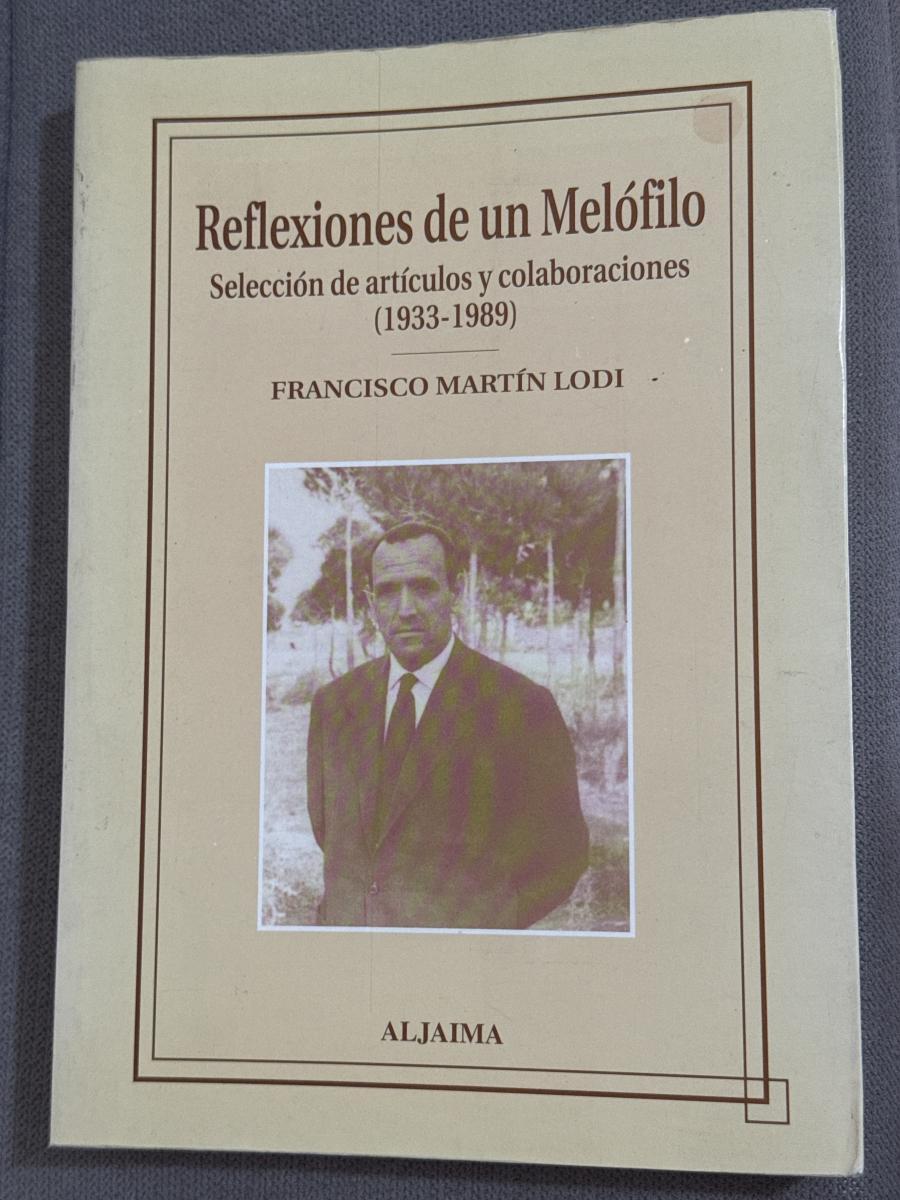 Reflexiones de un Melófilo
Selección de artículos y colaboraciones
(1933-1989)
FRANCISCO MARTÍN LODI
ALJAIMA